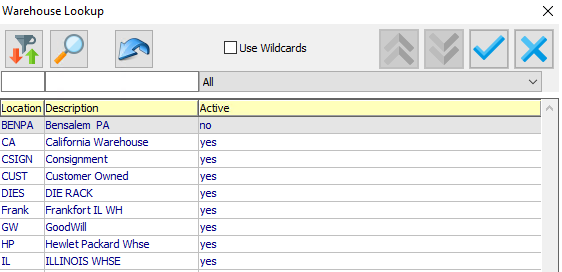 Warehouse Lookup
Use Wildcards
All
Location Description Active
BENPA Bensalem PA no
CA California Warehouse yes
CSIGN Consignment yes
CUST Customer Owned yes
DIES DIE RACK yes
Frank Frankfort IL WH yes
GW GoodWill yes
HP Hewlet Packard Whse yes
IL ILLINOIS WHSE yes